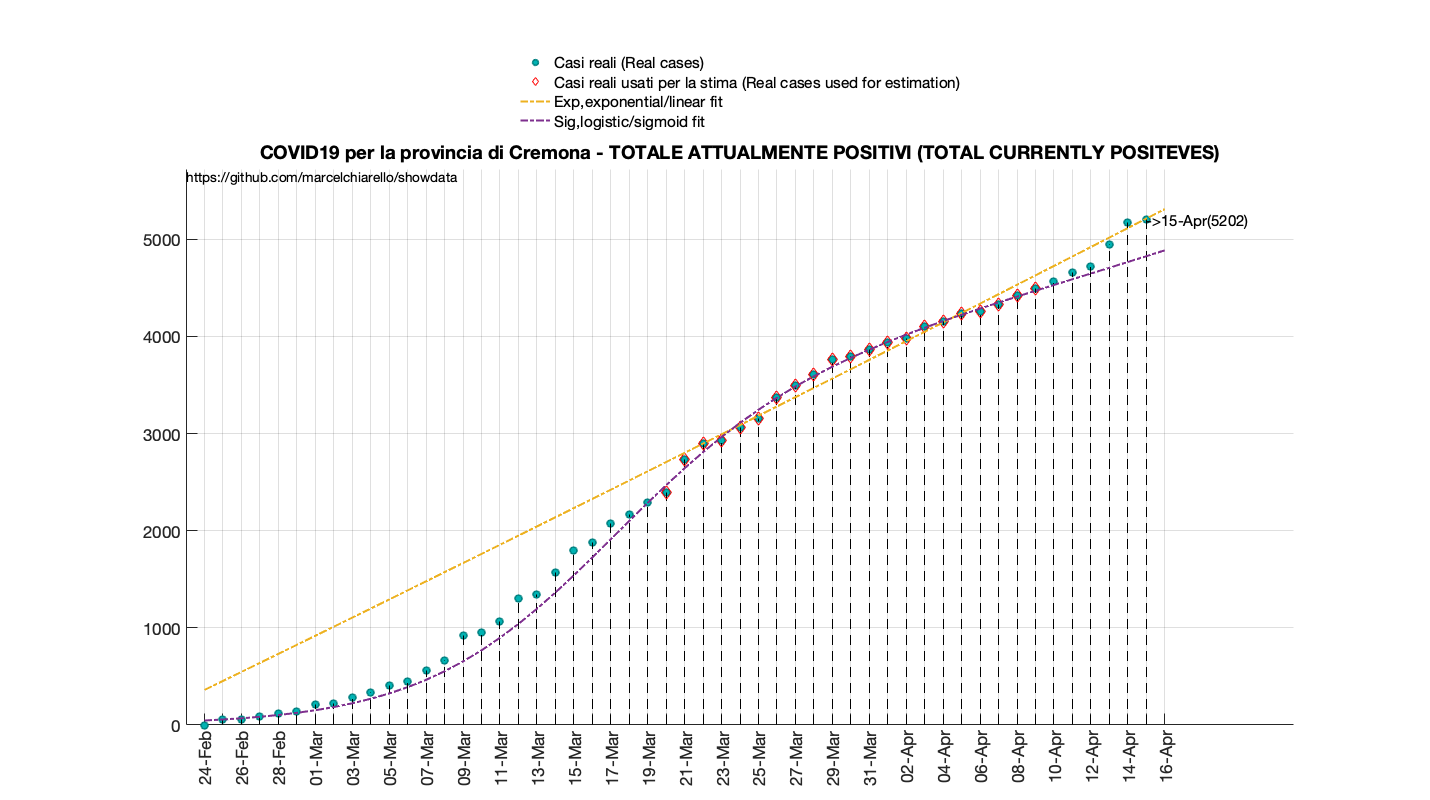 Casi reali (Real cases)
Casi reali usati per la stima (Real cases used for estimation)
Exp,exponential/linear fit
Sig,logistic/sigmoid fit
COVID19 per la provincia di Cremona - TOTALE ATTUALMENTE POSITIVI (TOTAL CURRENTLY POSITEVES)
https://github.com/marcelchiarello/showdata
5000
>15-Apr(5202)
4000
3000
2000
1000
0
24-Feb
26-Feb
28-Feb
01-Mar
03-Mar
05-Mar
07-Mar
09-Mar
11-Mar
13-Mar
15-Mar
17-Mar
19-Mar
21-Mar
23-Mar
25-Mar
27-Mar
29-Mar
31-Mar
02-Apr
04-Apr
06-Apr
08-Apr
10-Apr
12-Apr
14-Apr
16-Apr